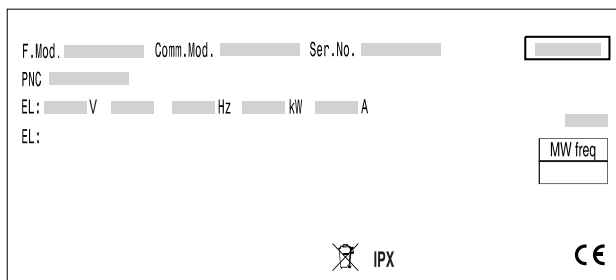 F.Mod. Comm.Mod. Ser.No.
PNC
EL: V Hz kW A
EL:
MW freq
IPX
CE